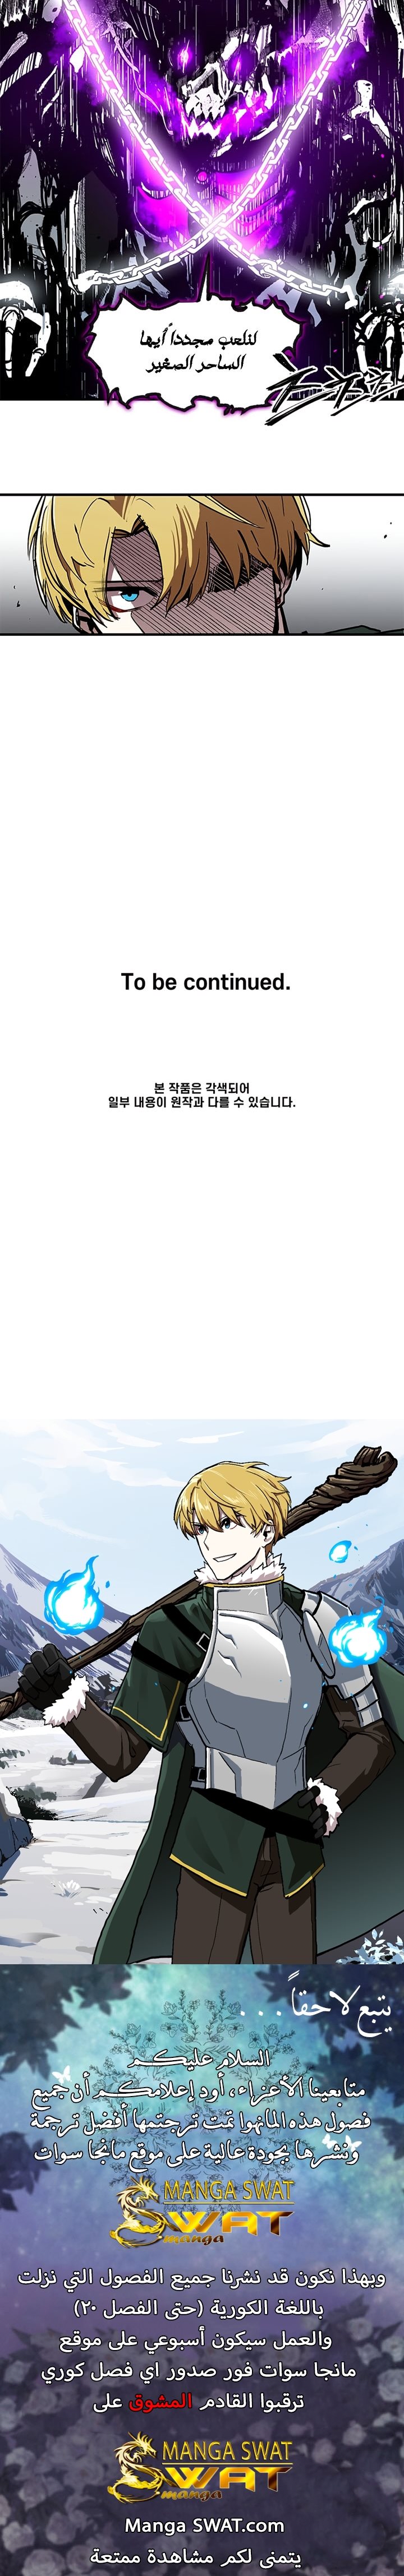 لنلعب مجدداً أيها
الساحر الصغير
To be continued.
본 작품은 각색되어
일부 내용이 원작과 다를 수 있습니다.
يتبع لاحقاً . . .
السلام عليكم
متابعينا الأعزاء، أود إعلامكم أن جميع
فصول هذه المانهوا تمت ترجتمها أفضل ترجمة
ونشرها بجودة عالية على موقع مانجا سوات
MANGA SWAT
SWAT
manga
وبهذا نكون قد نشرنا جميع الفصول التي نزلت
باللغة الكورية (حتى الفصل ٢٠)
والعمل سيكون أسبوعي على موقع
مانجا سوات فور صدور اي فصل كوري
ترقبوا القادم المشوق على
MANGA SWAT
SWAT
manga
Manga SWAT.com
يتمنى لكم مشاهدة ممتعة